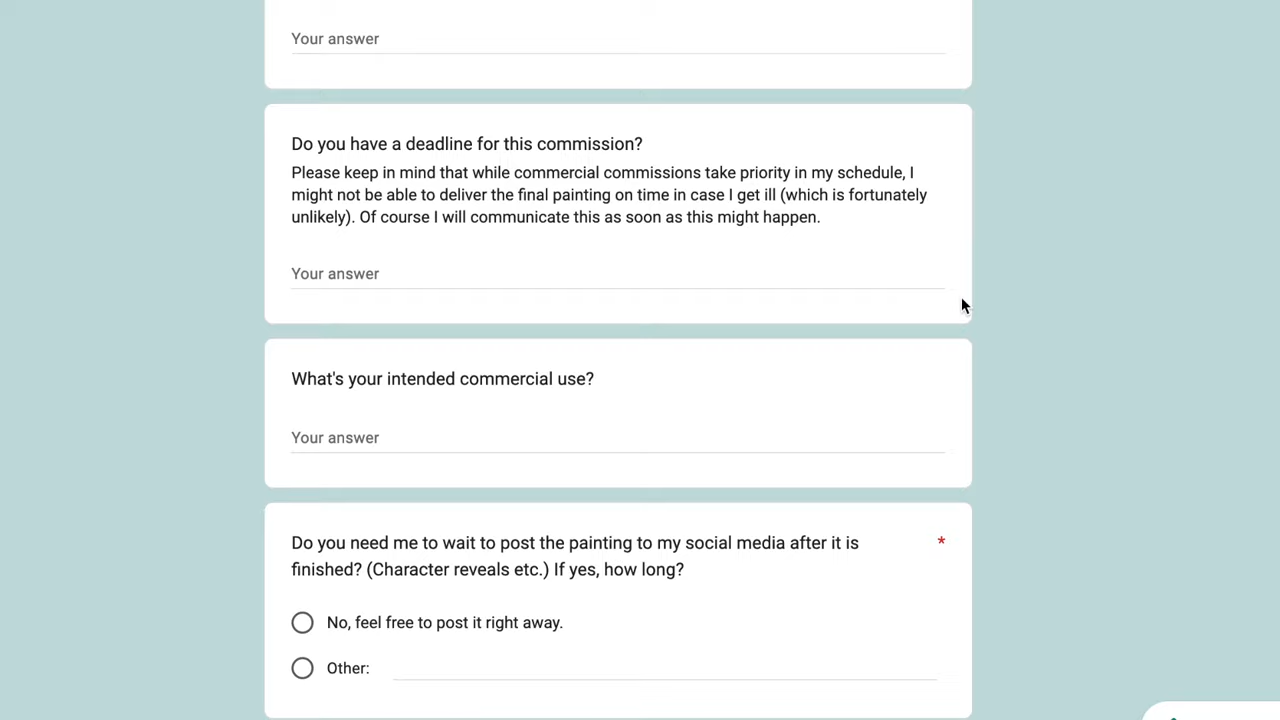 Your answer
Do you have a deadline for this commission?
Please keep in mind that while commercial commissions take priority in my schedule, I
might not be able to deliver the final painting on time in case I get ill (which is fortunately
unlikely). Of course I will communicate this as soon as this might happen.
Your answer
What's your intended commercial use?
Your answer
Do you need me to wait to post the painting to my social media after it is *
finished? (Character reveals etc.) If yes, how long?
No, feel free to post it right away.
Other: